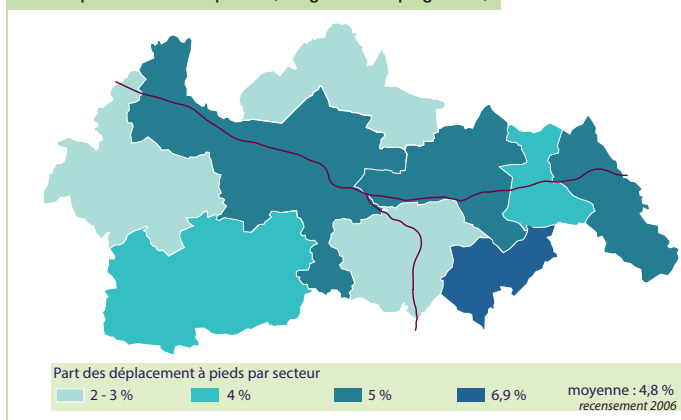 Part des déplacement à pieds par secteur
2 - 3 %
4 %
5 %
6,9 %
moyenne : 4,8 %
recensement 2006